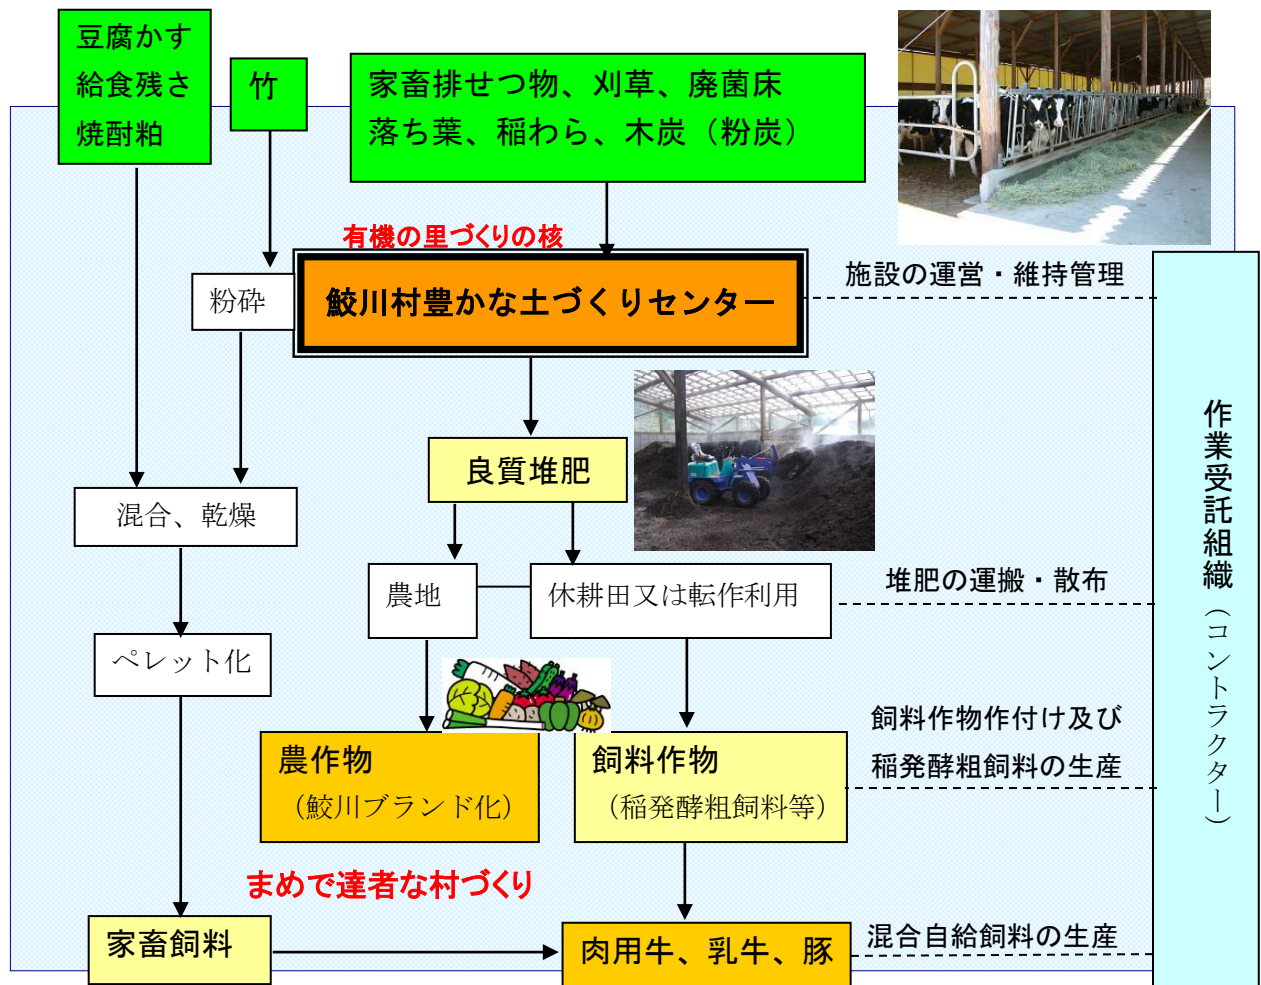 豆腐かす
給食残さ
焼酎粕
竹
家畜排せつ物、刈草、廃菌床
落ち葉、稲わら、木炭（粉炭）
有機の里づくりの核
粉砕
鮫川村豊かな土づくりセンター
施設の運営・維持管理
良質堆肥
混合、乾燥
農地
休耕田又は転作利用
堆肥の運搬・散布
作業受託組織（コントラクター）
ペレット化
農作物
（鮫川ブランド化）
飼料作物
（稲発酵粗飼料等）
飼料作物作付け及び
稲発酵粗飼料の生産
まめで達者な村づくり
家畜飼料
肉用牛、乳牛、豚
混合自給飼料の生産